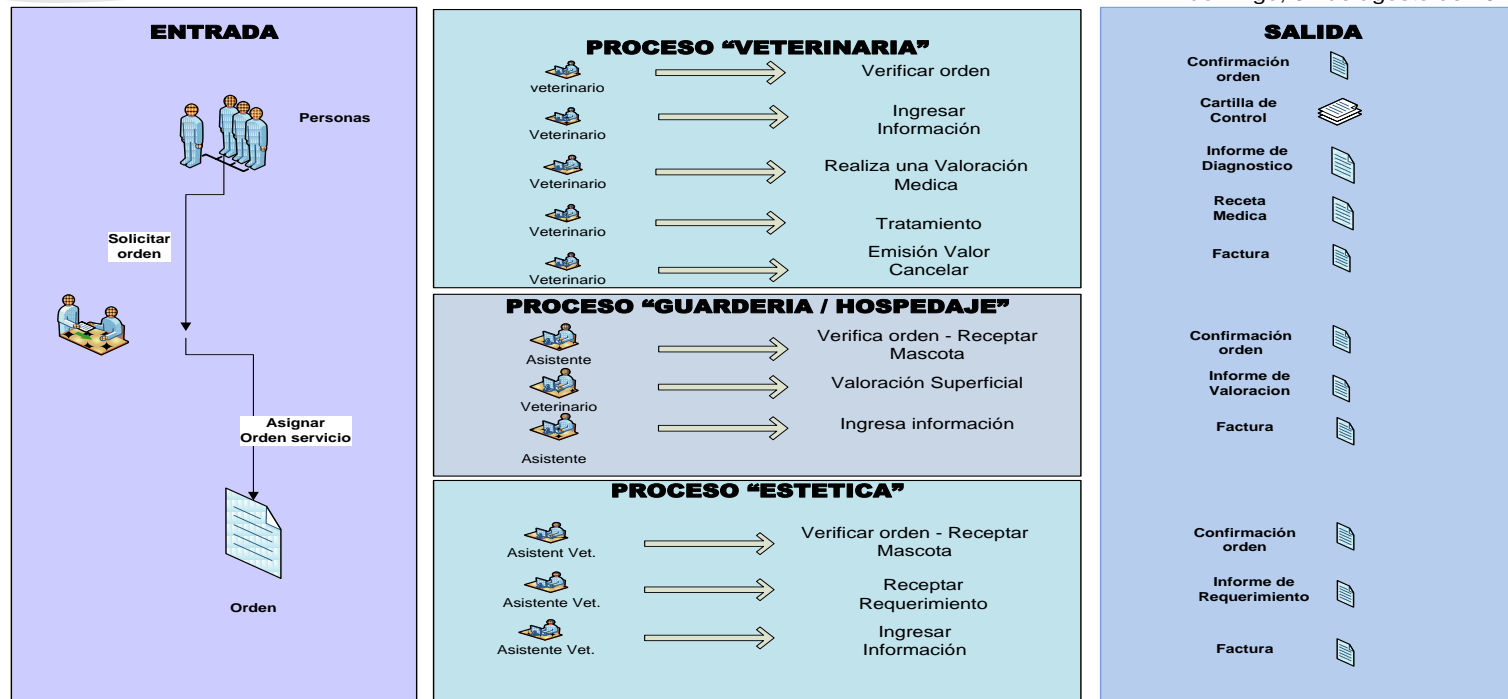 ENTRADA
Personas
Solicitar
orden
Asignar
Orden servicio
Orden
PROCESO “VETERINARIA”
veterinario
Verificar orden
Veterinario
Ingresar
Información
Veterinario
Realiza una Valoración
Medica
Veterinario
Tratamiento
Veterinario
Emisión Valor
Cancelar
PROCESO “GUARDERIA / HOSPEDAJE”
Asistente
Verifica orden - Receptar
Mascota
Veterinario
Valoración Superficial
Asistente
Ingresa información
PROCESO “ESTETICA”
Asistent Vet.
Verificar orden - Receptar
Mascota
Asistente Vet.
Receptar
Requerimiento
Asistente Vet.
Ingresar
Información
SALIDA
Confirmación
orden
Cartilla de
Control
Informe de
Diagnostico
Receta
Medica
Factura
Confirmación
orden
Informe de
Valoracion
Factura
Confirmación
orden
Informe de
Requerimiento
Factura